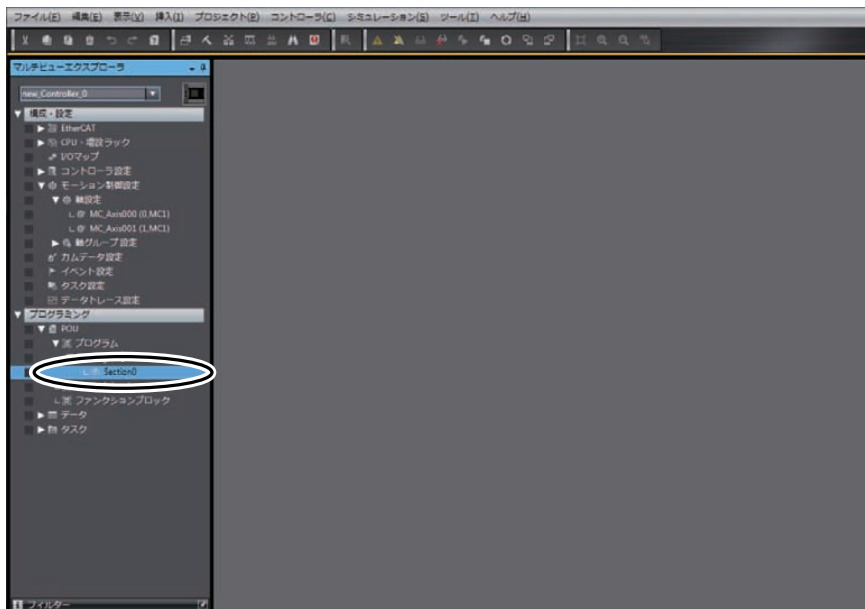 ファイル(F) 編集(E) 表示(V) 挿入(I) プロジェクト(P) コントローラ(C) シミュレーション(S) ツール(T) ヘルプ(H)
マルチビューエクスプローラ
new_Controller_0
構成・設定
EtherCAT
CPU・増設ラック
I/Oマップ
コントローラ設定
モーション制御設定
軸設定
MC_Axis000 (0,MC1)
MC_Axis001 (1,MC1)
軸グループ設定
カムデータ設定
イベント設定
タスク設定
データトレース設定
プログラミング
POU
プログラム
Section0
ファンクションブロック
データ
タスク
フィルター